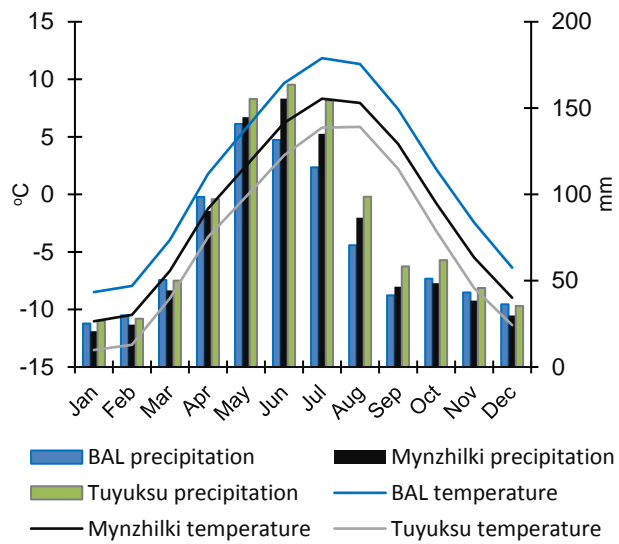 15
10
5
0
-5
-10
-15
ºC
200
150
100
50
0
mm
Jan Feb Mar Apr May Jun Jul Aug Sep Oct Nov Dec
BAL precipitation Mynzhilki precipitation
Tuyuksu precipitation BAL temperature
Mynzhilki temperature Tuyuksu temperature